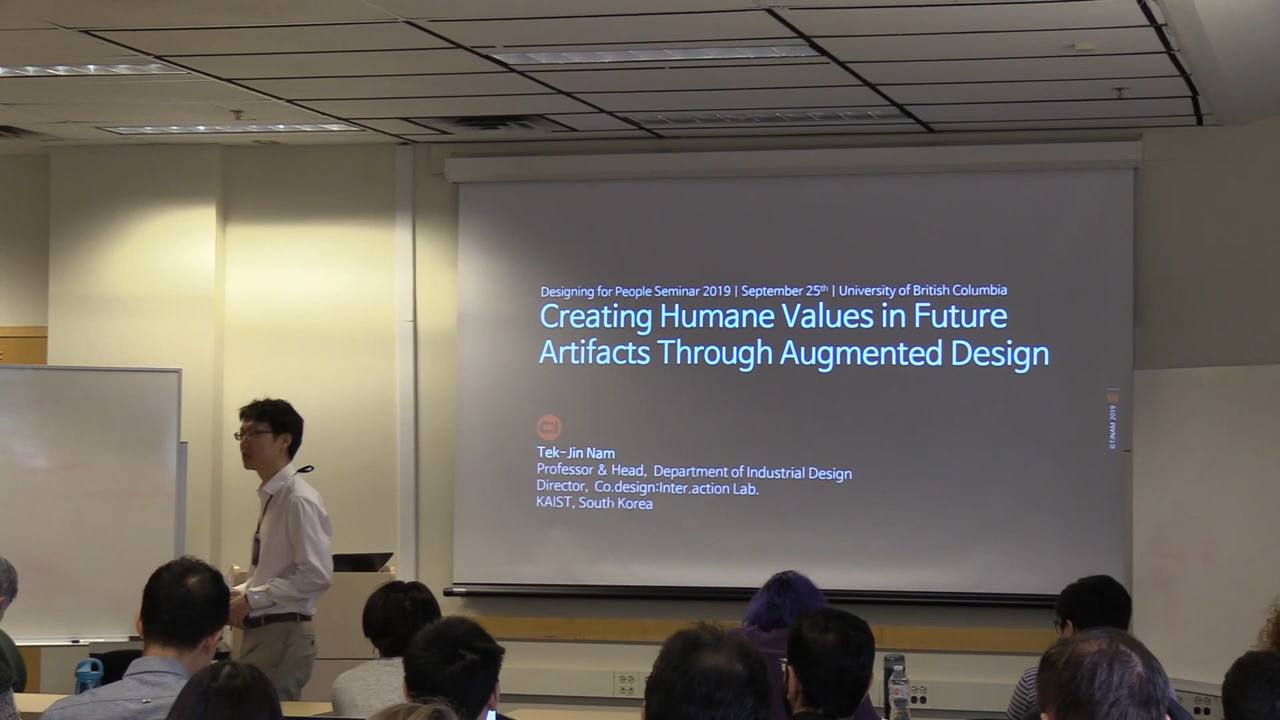 Designing for People Seminar 2019 | September 25th | University of British Columbia
Creating Humane Values in Future
Artifacts Through Augmented Design
Tek-Jin Nam
Professor & Head, Department of Industrial Design
Director, Co.design:Inter.action Lab.
KAIST, South Korea
©TJNAM 2019